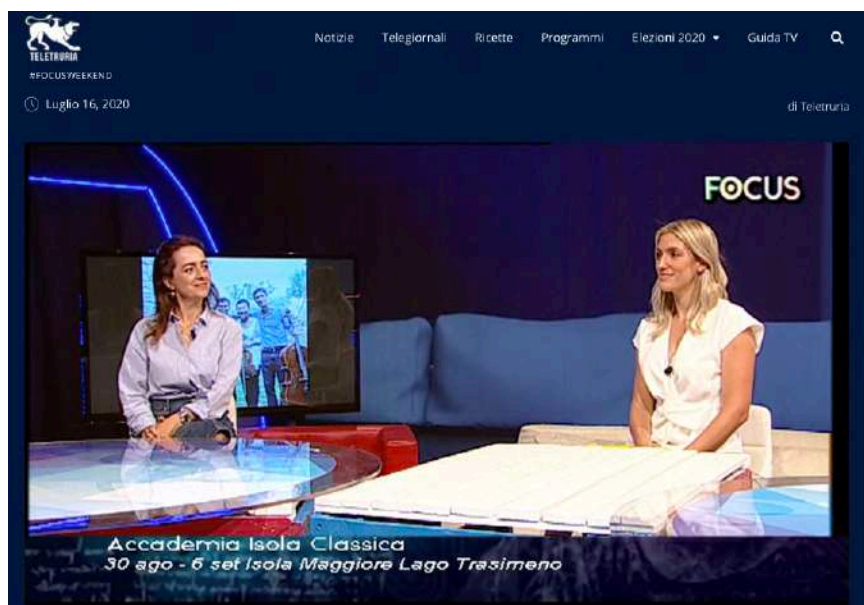 TELETRURIA
Notizie Telegiornali Ricette Programmi Elezioni 2020 Guida TV
#FOCUSWEEKEND
Luglio 16, 2020 di Teletruria
FOCUS
Accademia Isola Classica
30 ago - 6 set Isola Maggiore Lago Trasimeno